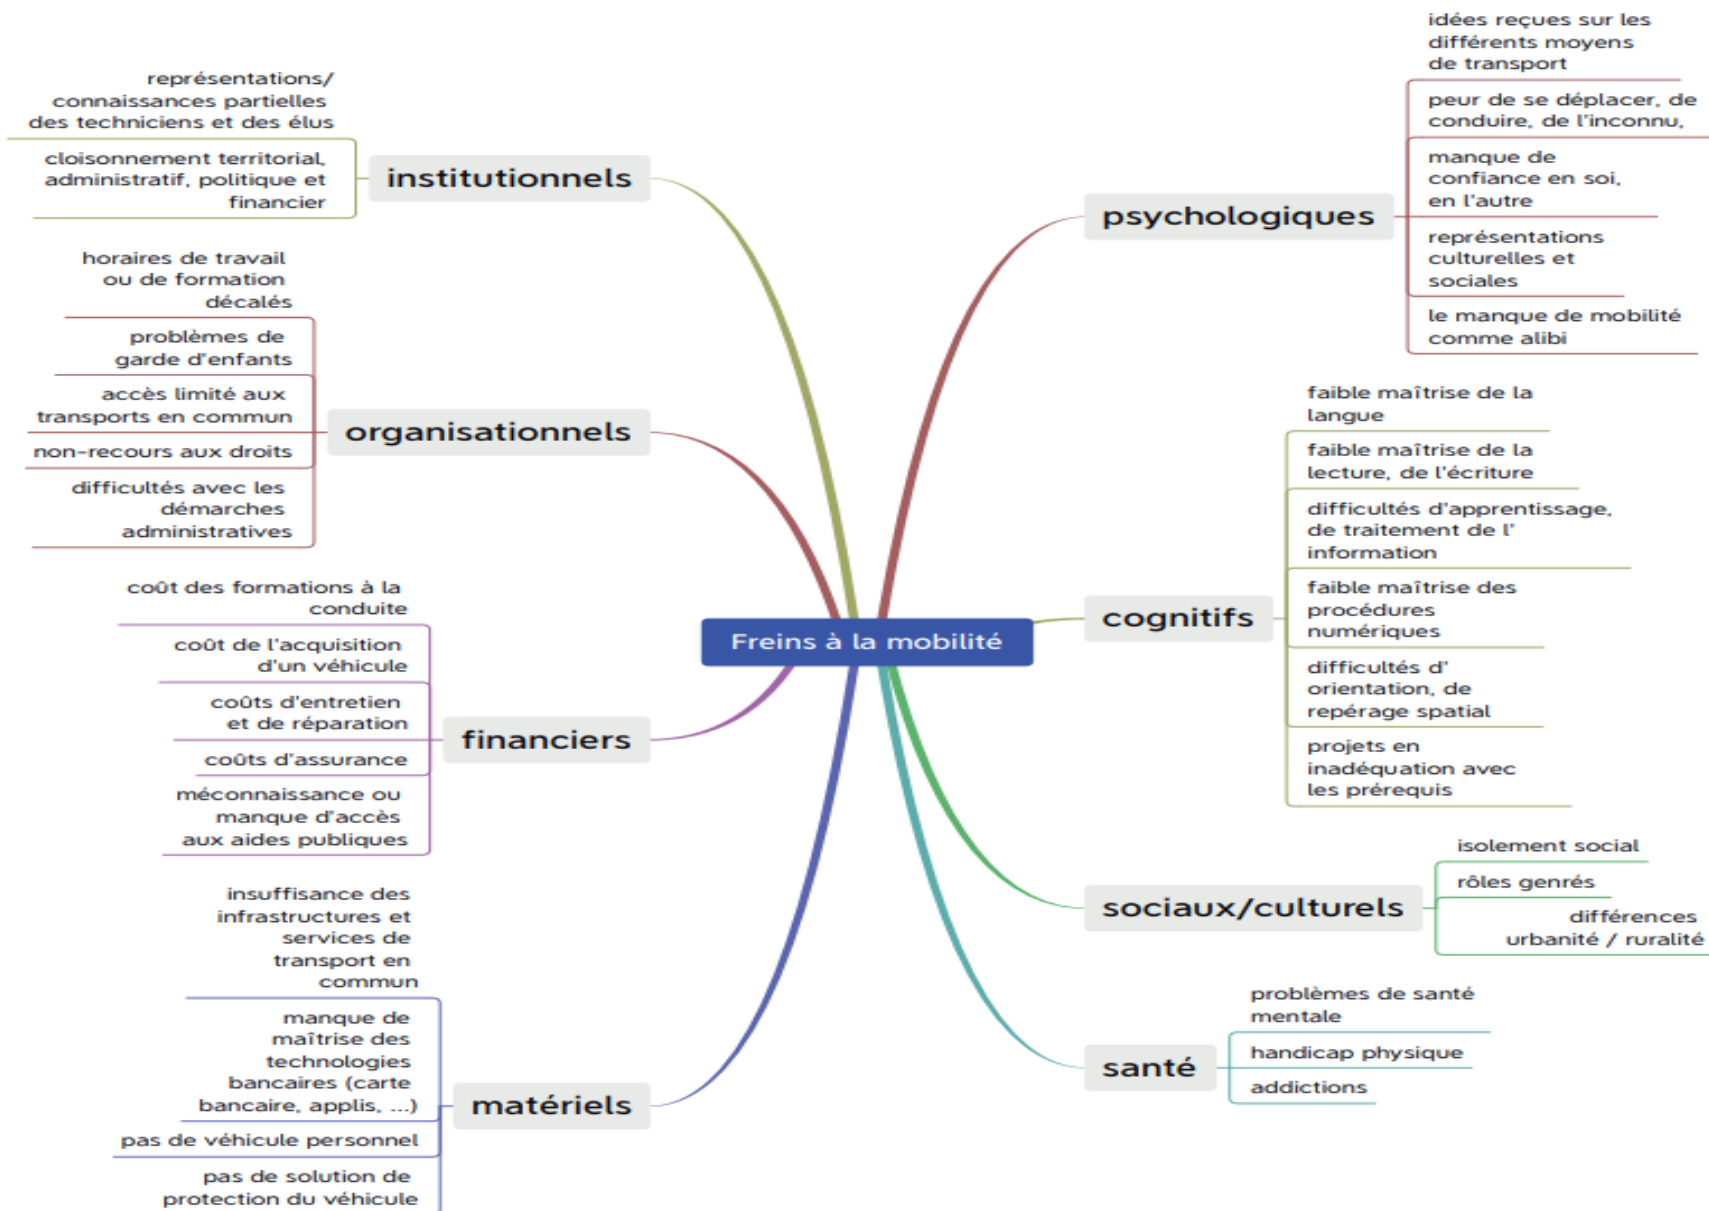 Freins à la mobilité
institutionnels
représentations/
connaissances partielles
des techniciens et des élus
cloisonnement territorial,
administratif, politique et
financier
organisationnels
horaires de travail
ou de formation
décalés
problèmes de
garde d'enfants
accès limité aux
transports en commun
non-recours aux droits
difficultés avec les
démarches
administratives
financiers
coût des formations à la
conduite
coût de l'acquisition
d'un véhicule
coûts d'entretien
et de réparation
coûts d'assurance
méconnaissance ou
manque d'accès
aux aides publiques
matériels
insuffisance des
infrastructures et
services de
transport en
commun
manque de
maîtrise des
technologies
bancaires (carte
bancaire, applis, ...)
pas de véhicule personnel
pas de solution de
protection du véhicule
psychologiques
idées reçues sur les
différents moyens
de transport
peur de se déplacer, de
conduire, de l'inconnu,
manque de
confiance en soi,
en l'autre
représentations
culturelles et
sociales
le manque de mobilité
comme alibi
cognitifs
faible maîtrise de la
langue
faible maîtrise de la
lecture, de l'écriture
difficultés d'apprentissage,
de traitement de l'
information
faible maîtrise des
procédures
numériques
difficultés d'
orientation, de
repérage spatial
projets en
inadéquation avec
les prérequis
sociaux/culturels
isolement social
rôles genrés
différences
urbanité / ruralité
santé
problèmes de santé
mentale
handicap physique
addictions